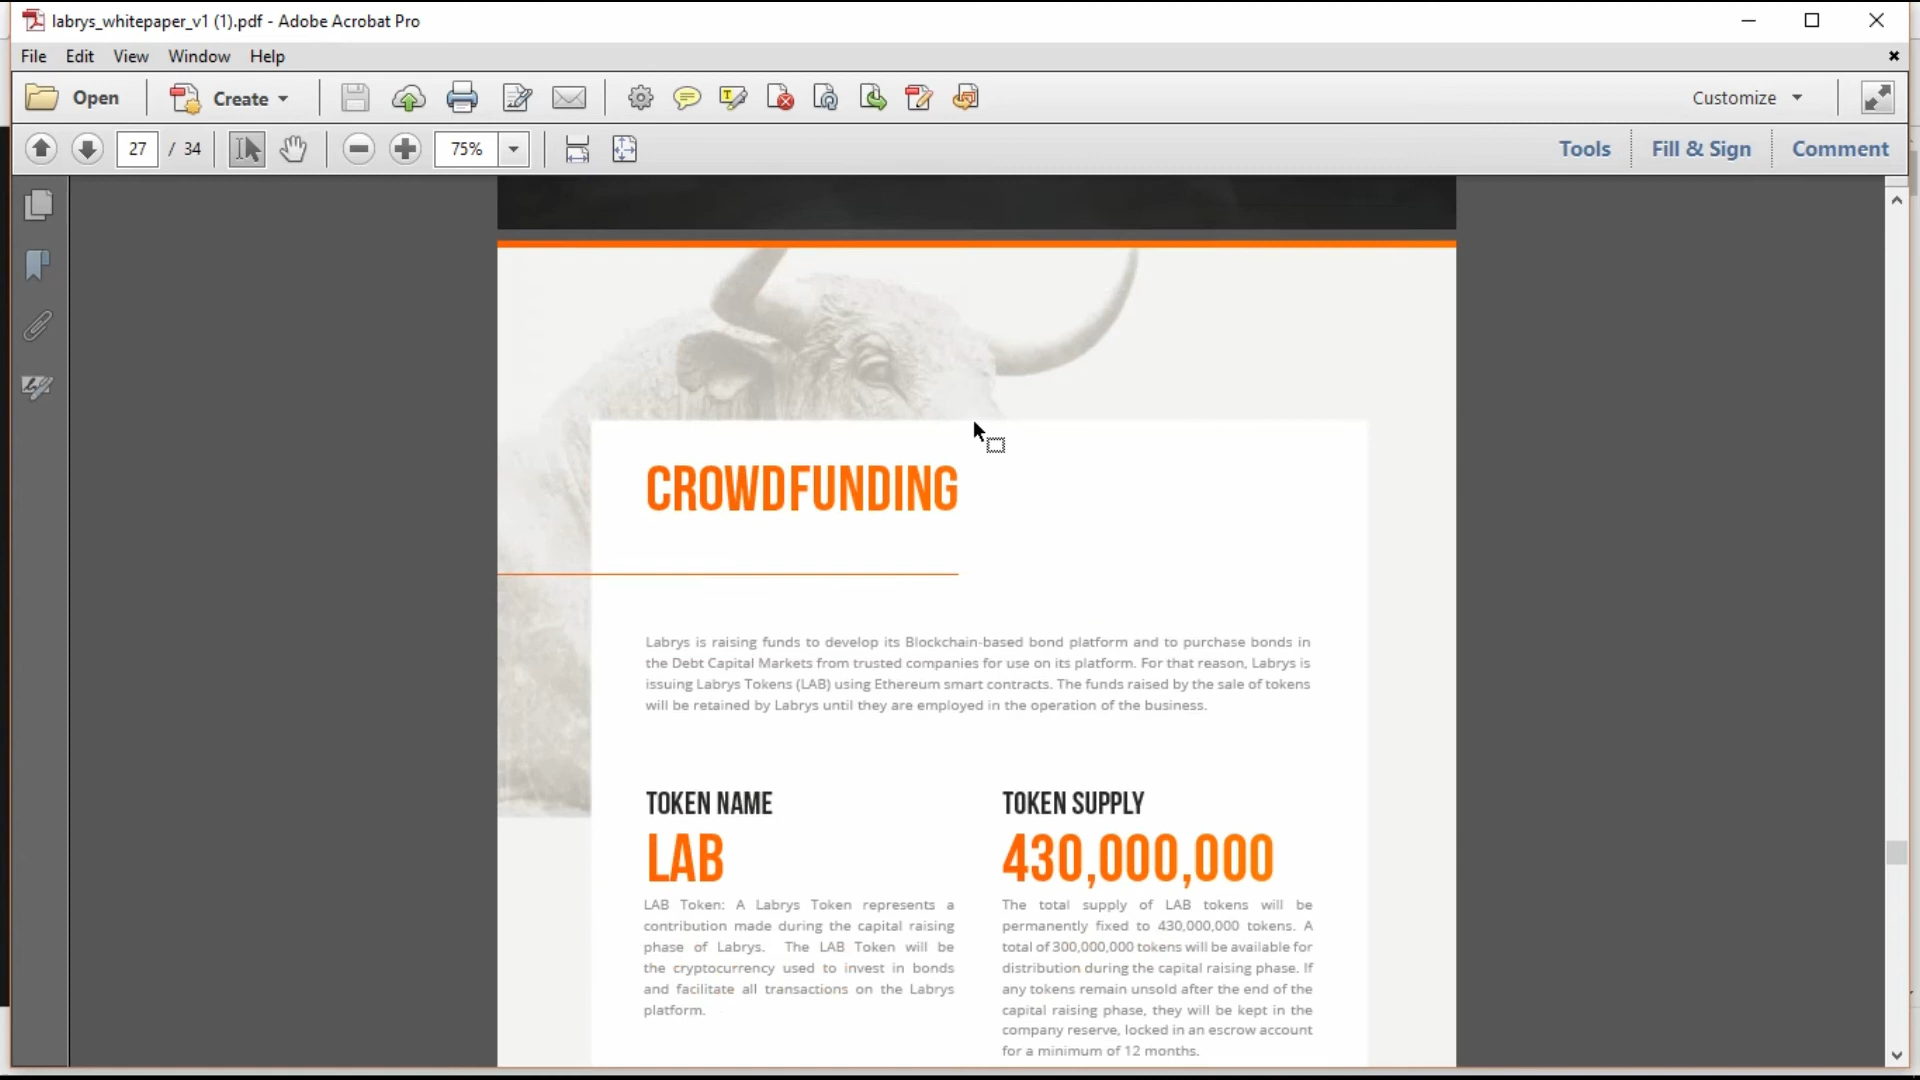 labrys_whitepaper_v1 (1).pdf - Adobe Acrobat Pro
File Edit View Window Help
Open Create Customize
27 / 34 75% Tools Fill & Sign Comment
CROWDFUNDING
Labrys is raising funds to develop its Blockchain-based bond platform and to purchase bonds in
the Debt Capital Markets from trusted companies for use on its platform. For that reason, Labrys is
issuing Labrys Tokens (LAB) using Ethereum smart contracts. The funds raised by the sale of tokens
will be retained by Labrys until they are employed in the operation of the business.
TOKEN NAME
LAB
LAB Token: A Labrys Token represents a
contribution made during the capital raising
phase of Labrys. The LAB Token will be
the cryptocurrency used to invest in bonds
and facilitate all transactions on the Labrys
platform.
TOKEN SUPPLY
430,000,000
The total supply of LAB tokens will be
permanently fixed to 430,000,000 tokens. A
total of 300,000,000 tokens will be available for
distribution during the capital raising phase. If
any tokens remain unsold after the end of the
capital raising phase, they will be kept in the
company reserve, locked in an escrow account
for a minimum of 12 months.